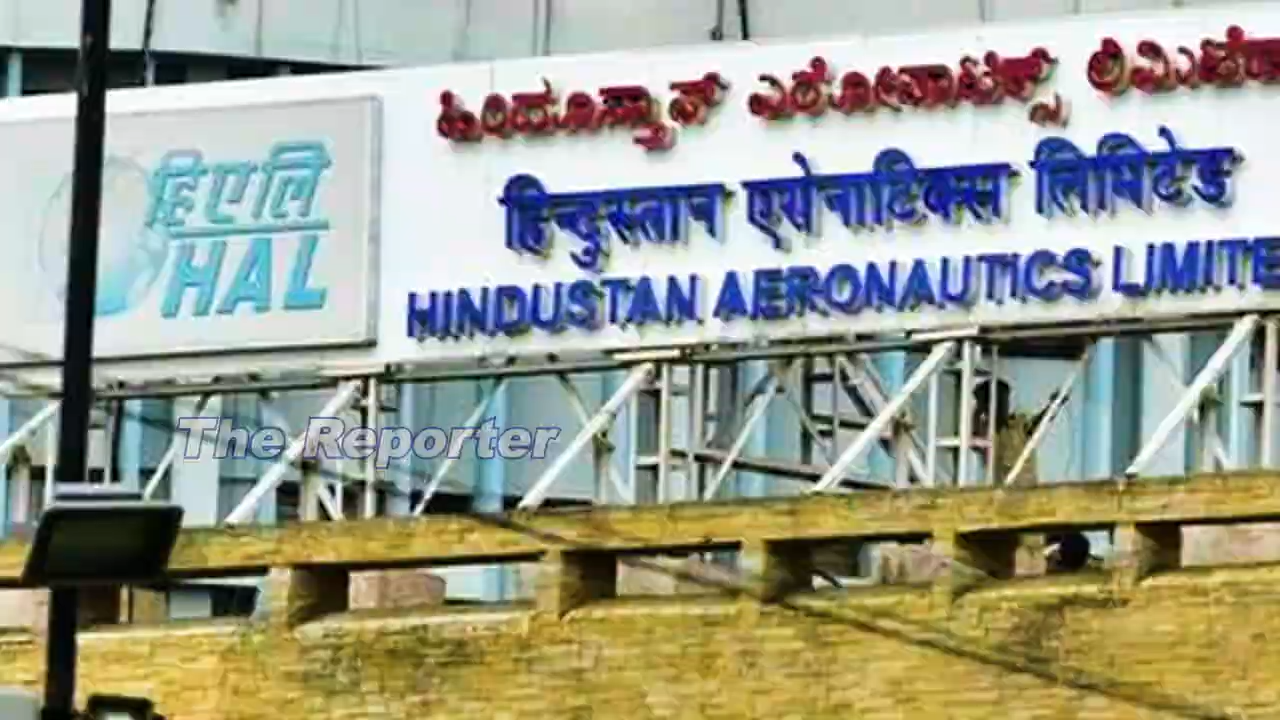 ಹಿಂದೂಸ್ಥಾನ್ ಏರೋನಾಟಿಕ್ಸ್
हिन्दुस्तान एरोनाटिक्स लिमिटेड
HINDUSTAN AERONAUTICS LIMITE
हिएलि
HAL
The Reporter